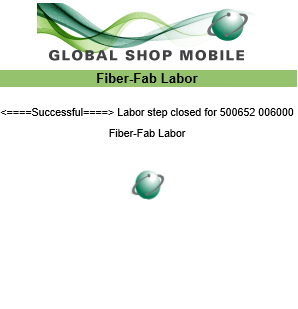 GLOBAL SHOP MOBILE
Fiber-Fab Labor
<====Successful====> Labor step closed for 500652 006000
Fiber-Fab Labor